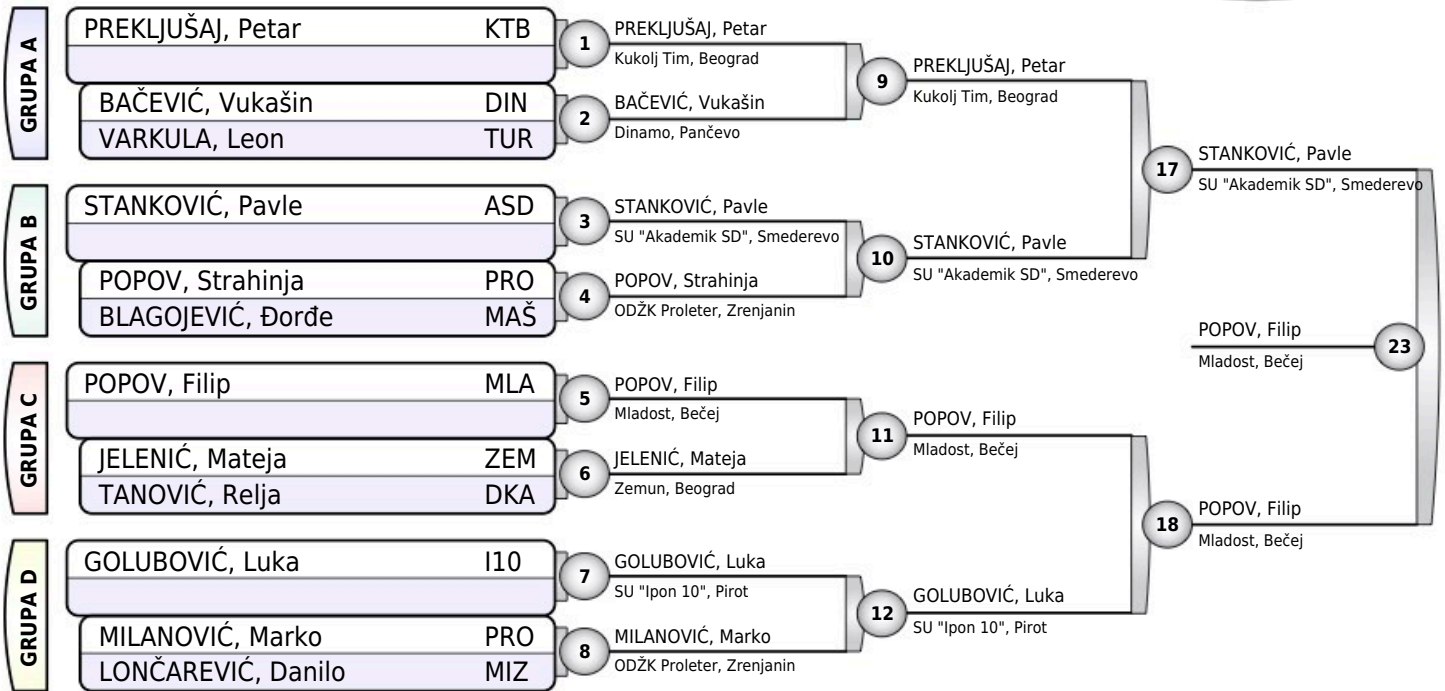 GRUPA A
PREKLJUŠAJ, Petar KTB
BAČEVIĆ, Vukašin DIN
VARKULA, Leon TUR
1
PREKLJUŠAJ, Petar
Kukolj Tim, Beograd
2
BAČEVIĆ, Vukašin
Dinamo, Pančevo
9
PREKLJUŠAJ, Petar
Kukolj Tim, Beograd
GRUPA B
STANKOVIĆ, Pavle ASD
POPOV, Strahinja PRO
BLAGOJEVIĆ, Đorđe MAŠ
3
STANKOVIĆ, Pavle
SU "Akademik SD", Smederevo
4
POPOV, Strahinja
ODŽK Proleter, Zrenjanin
10
STANKOVIĆ, Pavle
SU "Akademik SD", Smederevo
17
STANKOVIĆ, Pavle
SU "Akademik SD", Smederevo
GRUPA C
POPOV, Filip MLA
JELENIĆ, Mateja ZEM
TANOVIĆ, Relja DKA
5
POPOV, Filip
Mladost, Bečej
6
JELENIĆ, Mateja
Zemun, Beograd
11
POPOV, Filip
Mladost, Bečej
GRUPA D
GOLUBOVIĆ, Luka I10
MILANOVIĆ, Marko PRO
LONČAREVIĆ, Danilo MIZ
7
GOLUBOVIĆ, Luka
SU "Ipon 10", Pirot
8
MILANOVIĆ, Marko
ODŽK Proleter, Zrenjanin
12
GOLUBOVIĆ, Luka
SU "Ipon 10", Pirot
18
POPOV, Filip
Mladost, Bečej
POPOV, Filip
Mladost, Bečej
23